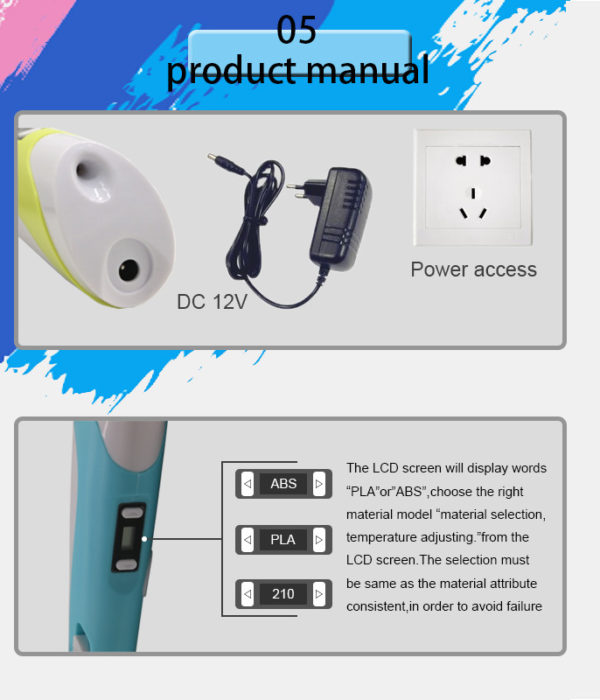 05
product manual
DC 12V
Power access
ABS
PLA
210
The LCD screen will display words
“PLA”or”ABS”,choose the right
material model “material selection,
temperature adjusting.”from the
LCD screen.The selection must
be same as the material attribute
consistent,in order to avoid failure